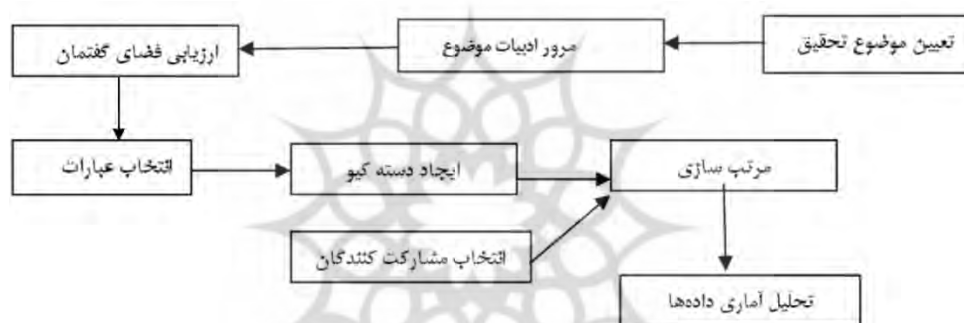 تعیین موضوع تحقیق
مرور ادبیات موضوع
ارزیابی فضای گفتمان
انتخاب عبارات
ایجاد دسته کیو
مرتب سازی
انتخاب مشارکت کنندگان
تحلیل آماری داده‌ها